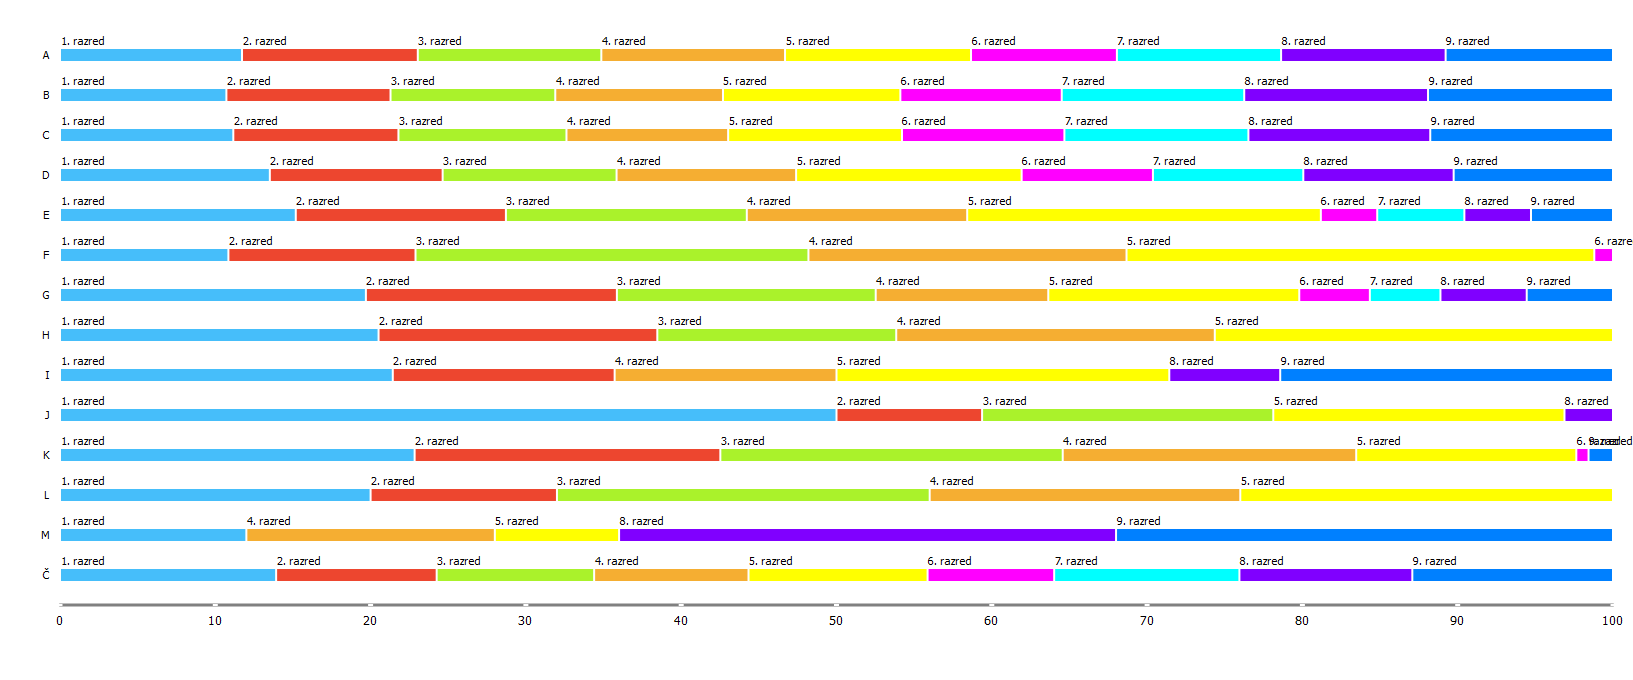 1. razred 2. razred 3. razred 4. razred 5. razred 6. razred 7. razred 8. razred 9. razred
A
1. razred 2. razred 3. razred 4. razred 5. razred 6. razred 7. razred 8. razred 9. razred
B
1. razred 2. razred 3. razred 4. razred 5. razred 6. razred 7. razred 8. razred 9. razred
C
1. razred 2. razred 3. razred 4. razred 5. razred 6. razred 7. razred 8. razred 9. razred
D
1. razred 2. razred 3. razred 4. razred 5. razred 6. razred 7. razred 8. razred 9. razred
E
1. razred 2. razred 3. razred 4. razred 5. razred 6. razre
F
1. razred 2. razred 3. razred 4. razred 5. razred 6. razred 7. razred 8. razred 9. razred
G
1. razred 2. razred 3. razred 4. razred 5. razred
H
1. razred 2. razred 4. razred 5. razred 8. razred 9. razred
I
1. razred 2. razred 3. razred 5. razred 8. razred
J
1. razred 2. razred 3. razred 4. razred 5. razred 6. razred 9. razred
K
1. razred 2. razred 3. razred 4. razred 5. razred
L
1. razred 4. razred 5. razred 8. razred 9. razred
M
1. razred 2. razred 3. razred 4. razred 5. razred 6. razred 7. razred 8. razred 9. razred
Č
0 10 20 30 40 50 60 70 80 90 100